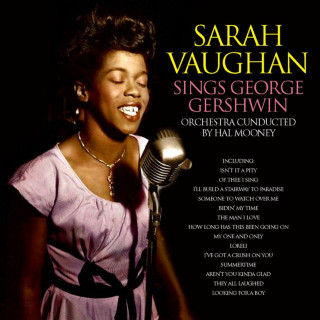 SARAH
VAUGHAN
SINGS GEORGE
GERSHWIN
ORCHESTRA CUNDUCTED
BY HAL MOONEY
INCLUDING:
ISN'T IT A PITY
OF THEE I SING
I'LL BUILD A STAIRWAY TO PARADISE
SOMEONE TO WATCH OVER ME
BIDIN' MY TIME
THE MAN I LOVE
HOW LONG HAS THIS BEEN GOING ON
MY ONE AND ONLY
LORELI
I'VE GOT A CRUSH ON YOU
SUMMERTIME
AREN'T YOU KINDA GLAD
THEY ALL LAUGHED
LOOKING FOR A BOY